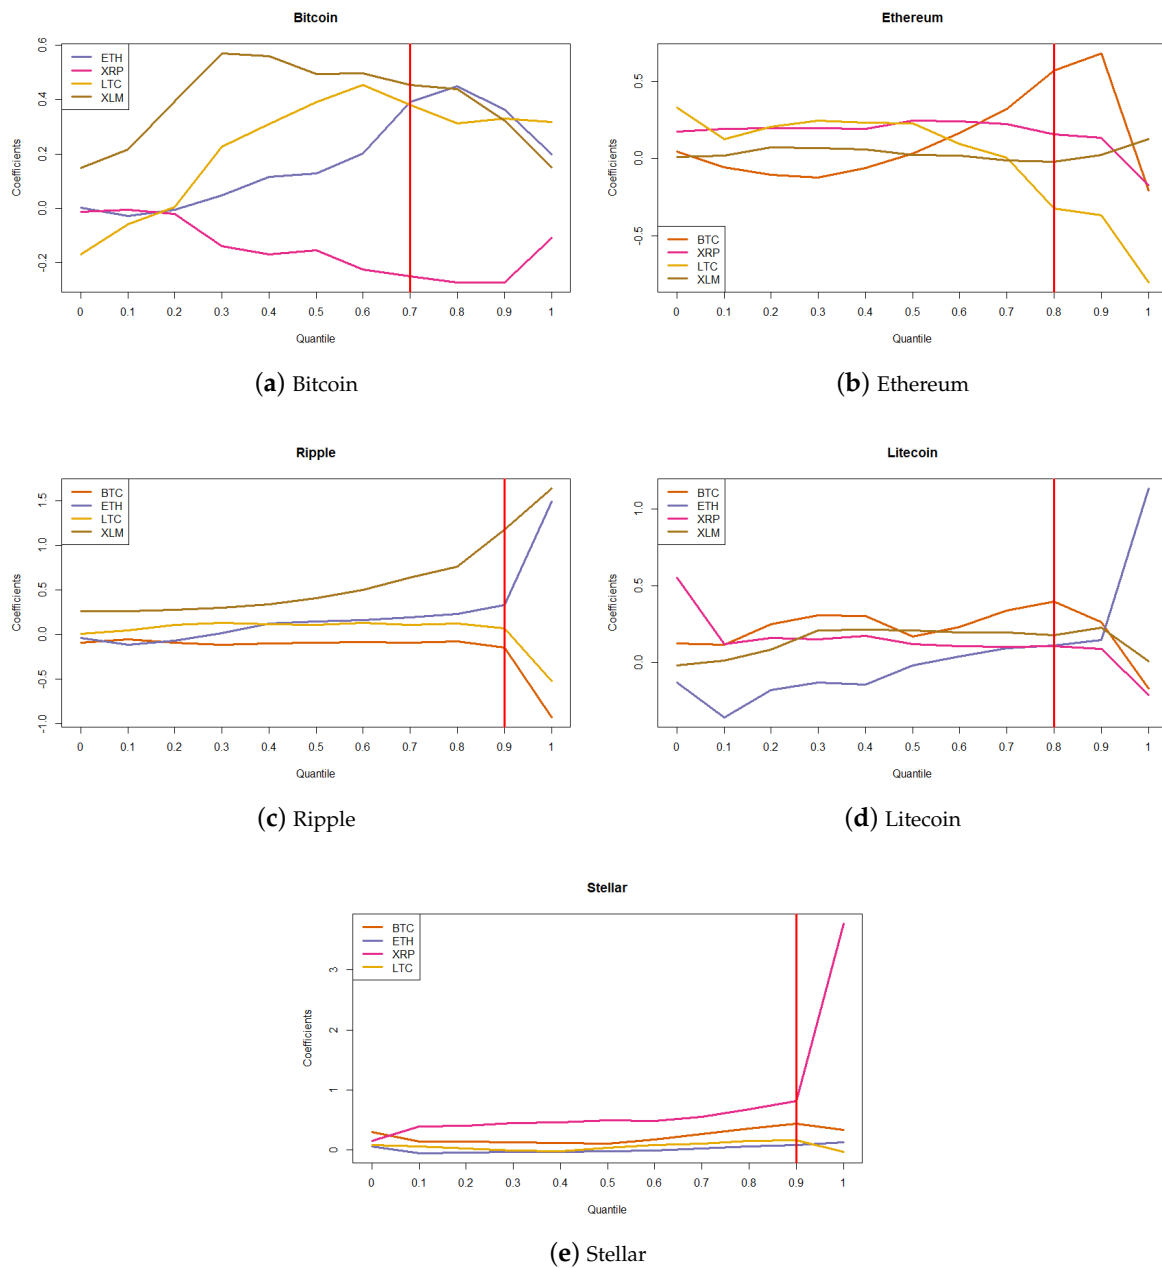 Bitcoin
ETH
XRP
LTC
XLM
0.6
0.4
0.2
0.0
-0.2
Coefficients
0 0.1 0.2 0.3 0.4 0.5 0.6 0.7 0.8 0.9 1
Quantile
(a) Bitcoin
Ethereum
BTC
XRP
LTC
XLM
0.5
0.0
-0.5
Coefficients
0 0.1 0.2 0.3 0.4 0.5 0.6 0.7 0.8 0.9 1
Quantile
(b) Ethereum
Ripple
BTC
ETH
LTC
XLM
1.5
1.0
0.5
0.0
-0.5
-1.0
Coefficients
0 0.1 0.2 0.3 0.4 0.5 0.6 0.7 0.8 0.9 1
Quantile
(c) Ripple
Litecoin
BTC
ETH
XRP
XLM
1.0
0.5
0.0
Coefficients
0 0.1 0.2 0.3 0.4 0.5 0.6 0.7 0.8 0.9 1
Quantile
(d) Litecoin
Stellar
BTC
ETH
XRP
LTC
3
2
1
0
Coefficients
0 0.1 0.2 0.3 0.4 0.5 0.6 0.7 0.8 0.9 1
Quantile
(e) Stellar